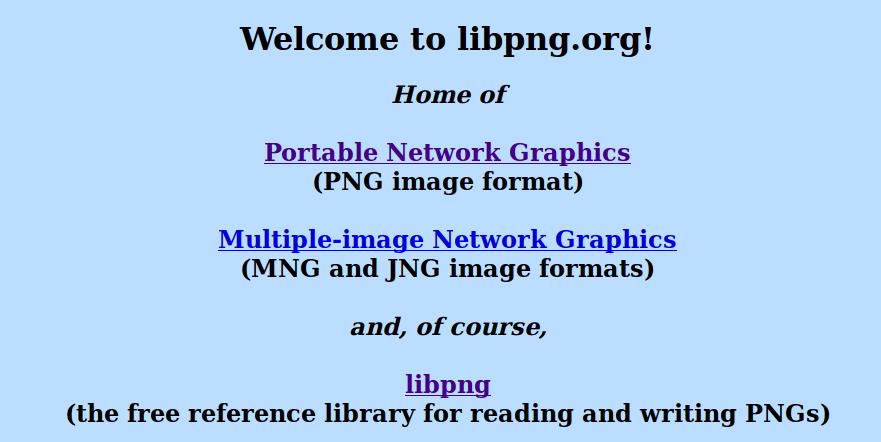 Welcome to libpng.org!
Home of
Portable Network Graphics
(PNG image format)
Multiple-image Network Graphics
(MNG and JNG image formats)
and, of course,
libpng
(the free reference library for reading and writing PNGs)